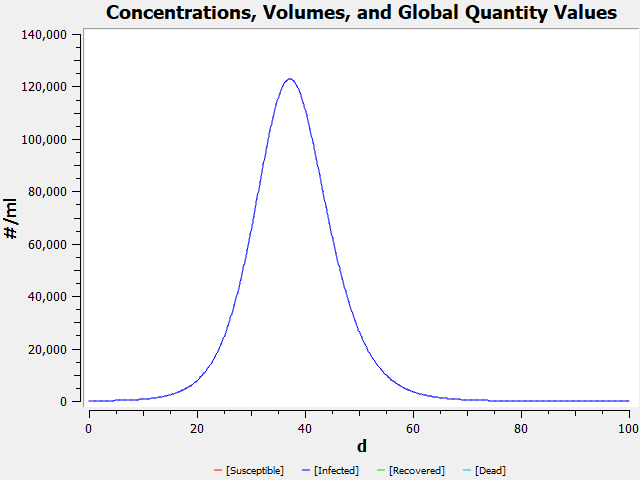 Concentrations, Volumes, and Global Quantity Values
140,000
120,000
100,000
80,000
60,000
40,000
20,000
0
#/ml
0 20 40 60 80 100
d
[Susceptible] [Infected] [Recovered] [Dead]